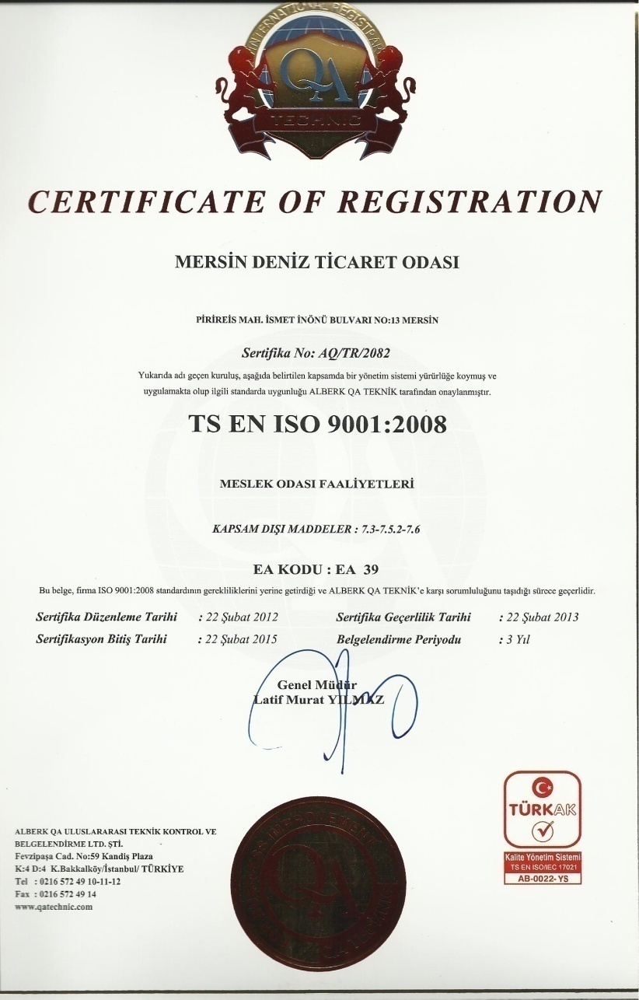 INTERNATIONAL REGISTRAR
QA
TECHNIC
CERTIFICATE OF REGISTRATION
MERSİN DENİZ TİCARET ODASI
PİRİREİS MAH. İSMET İNÖNÜ BULVARI NO:13 MERSİN
Sertifika No: AQ/TR/2082
Yukarıda adı geçen kuruluş, aşağıda belirtilen kapsamda bir yönetim sistemi yürürlüğe koymuş ve
uygulamakta olup ilgili standarda uygunluğu ALBERK QA TEKNİK tarafından onaylanmıştır.
TS EN ISO 9001:2008
MESLEK ODASI FAALİYETLERİ
KAPSAM DIŞI MADDELER : 7.3-7.5.2-7.6
EA KODU : EA 39
Bu belge, firma ISO 9001:2008 standardının gerekliliklerini yerine getirdiği ve ALBERK QA TEKNİK'e karşı sorumluluğunu taşıdığı sürece geçerlidir.
Sertifika Düzenleme Tarihi : 22 Şubat 2012 Sertifika Geçerlilik Tarihi : 22 Şubat 2013
Sertifikasyon Bitiş Tarihi : 22 Şubat 2015 Belgelendirme Periyodu : 3 Yıl
Genel Müdür
Latif Murat YILMAZ
ALBERK QA ULUSLARARASI TEKNİK KONTROL VE
BELGELENDİRME LTD. ŞTİ.
Fevzipaşa Cad. No:59 Kandiş Plaza
K:4 D:4 K.Bakkalköy/İstanbul/ TÜRKİYE
Tel : 0216 572 49 10-11-12
Fax : 0216 572 49 14
www.qatechnic.com
QA
TÜRKAK
Kalite Yönetim Sistemi
TS EN ISO/IEC 17021
AB-0022-YS